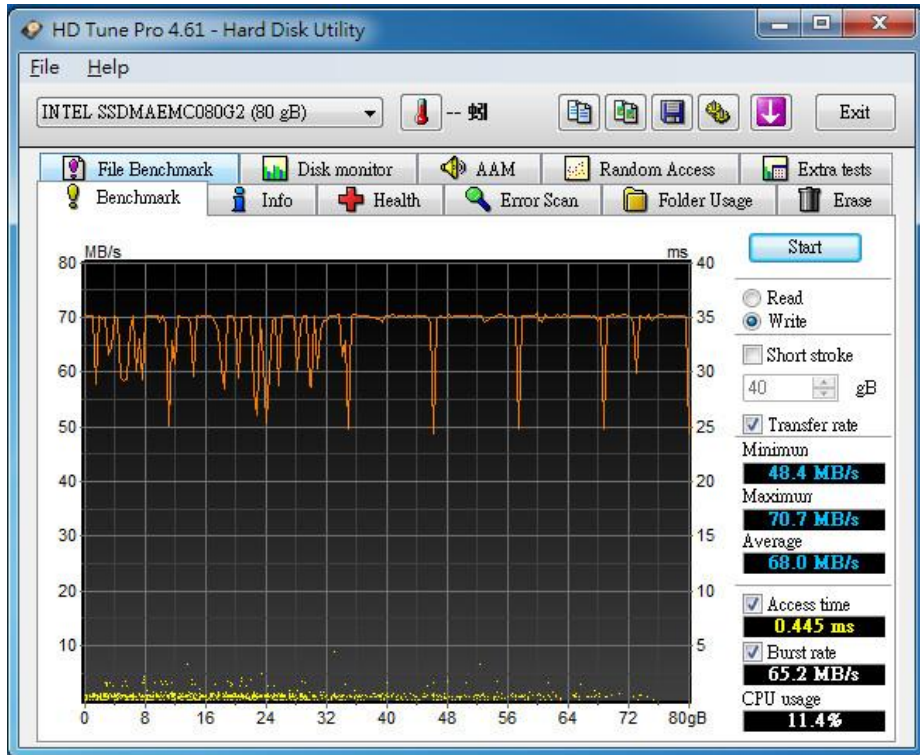 HD Tune Pro 4.61 - Hard Disk Utility
File Help
INTEL SSDMAEMC080G2 (80 gB) -- 蚓 Exit
File Benchmark Disk monitor AAM Random Access Extra tests
Benchmark Info Health Error Scan Folder Usage Erase
MB/s ms
80 40
70 35
60 30
50 25
40 20
30 15
20 10
10 5
0 8 16 24 32 40 48 56 64 72 80gB
Start
Read
Write
Short stroke
40 gB
Transfer rate
Minimun
48.4 MB/s
Maximun
70.7 MB/s
Average
68.0 MB/s
Access time
0.445 ms
Burst rate
65.2 MB/s
CPU usage
11.4%